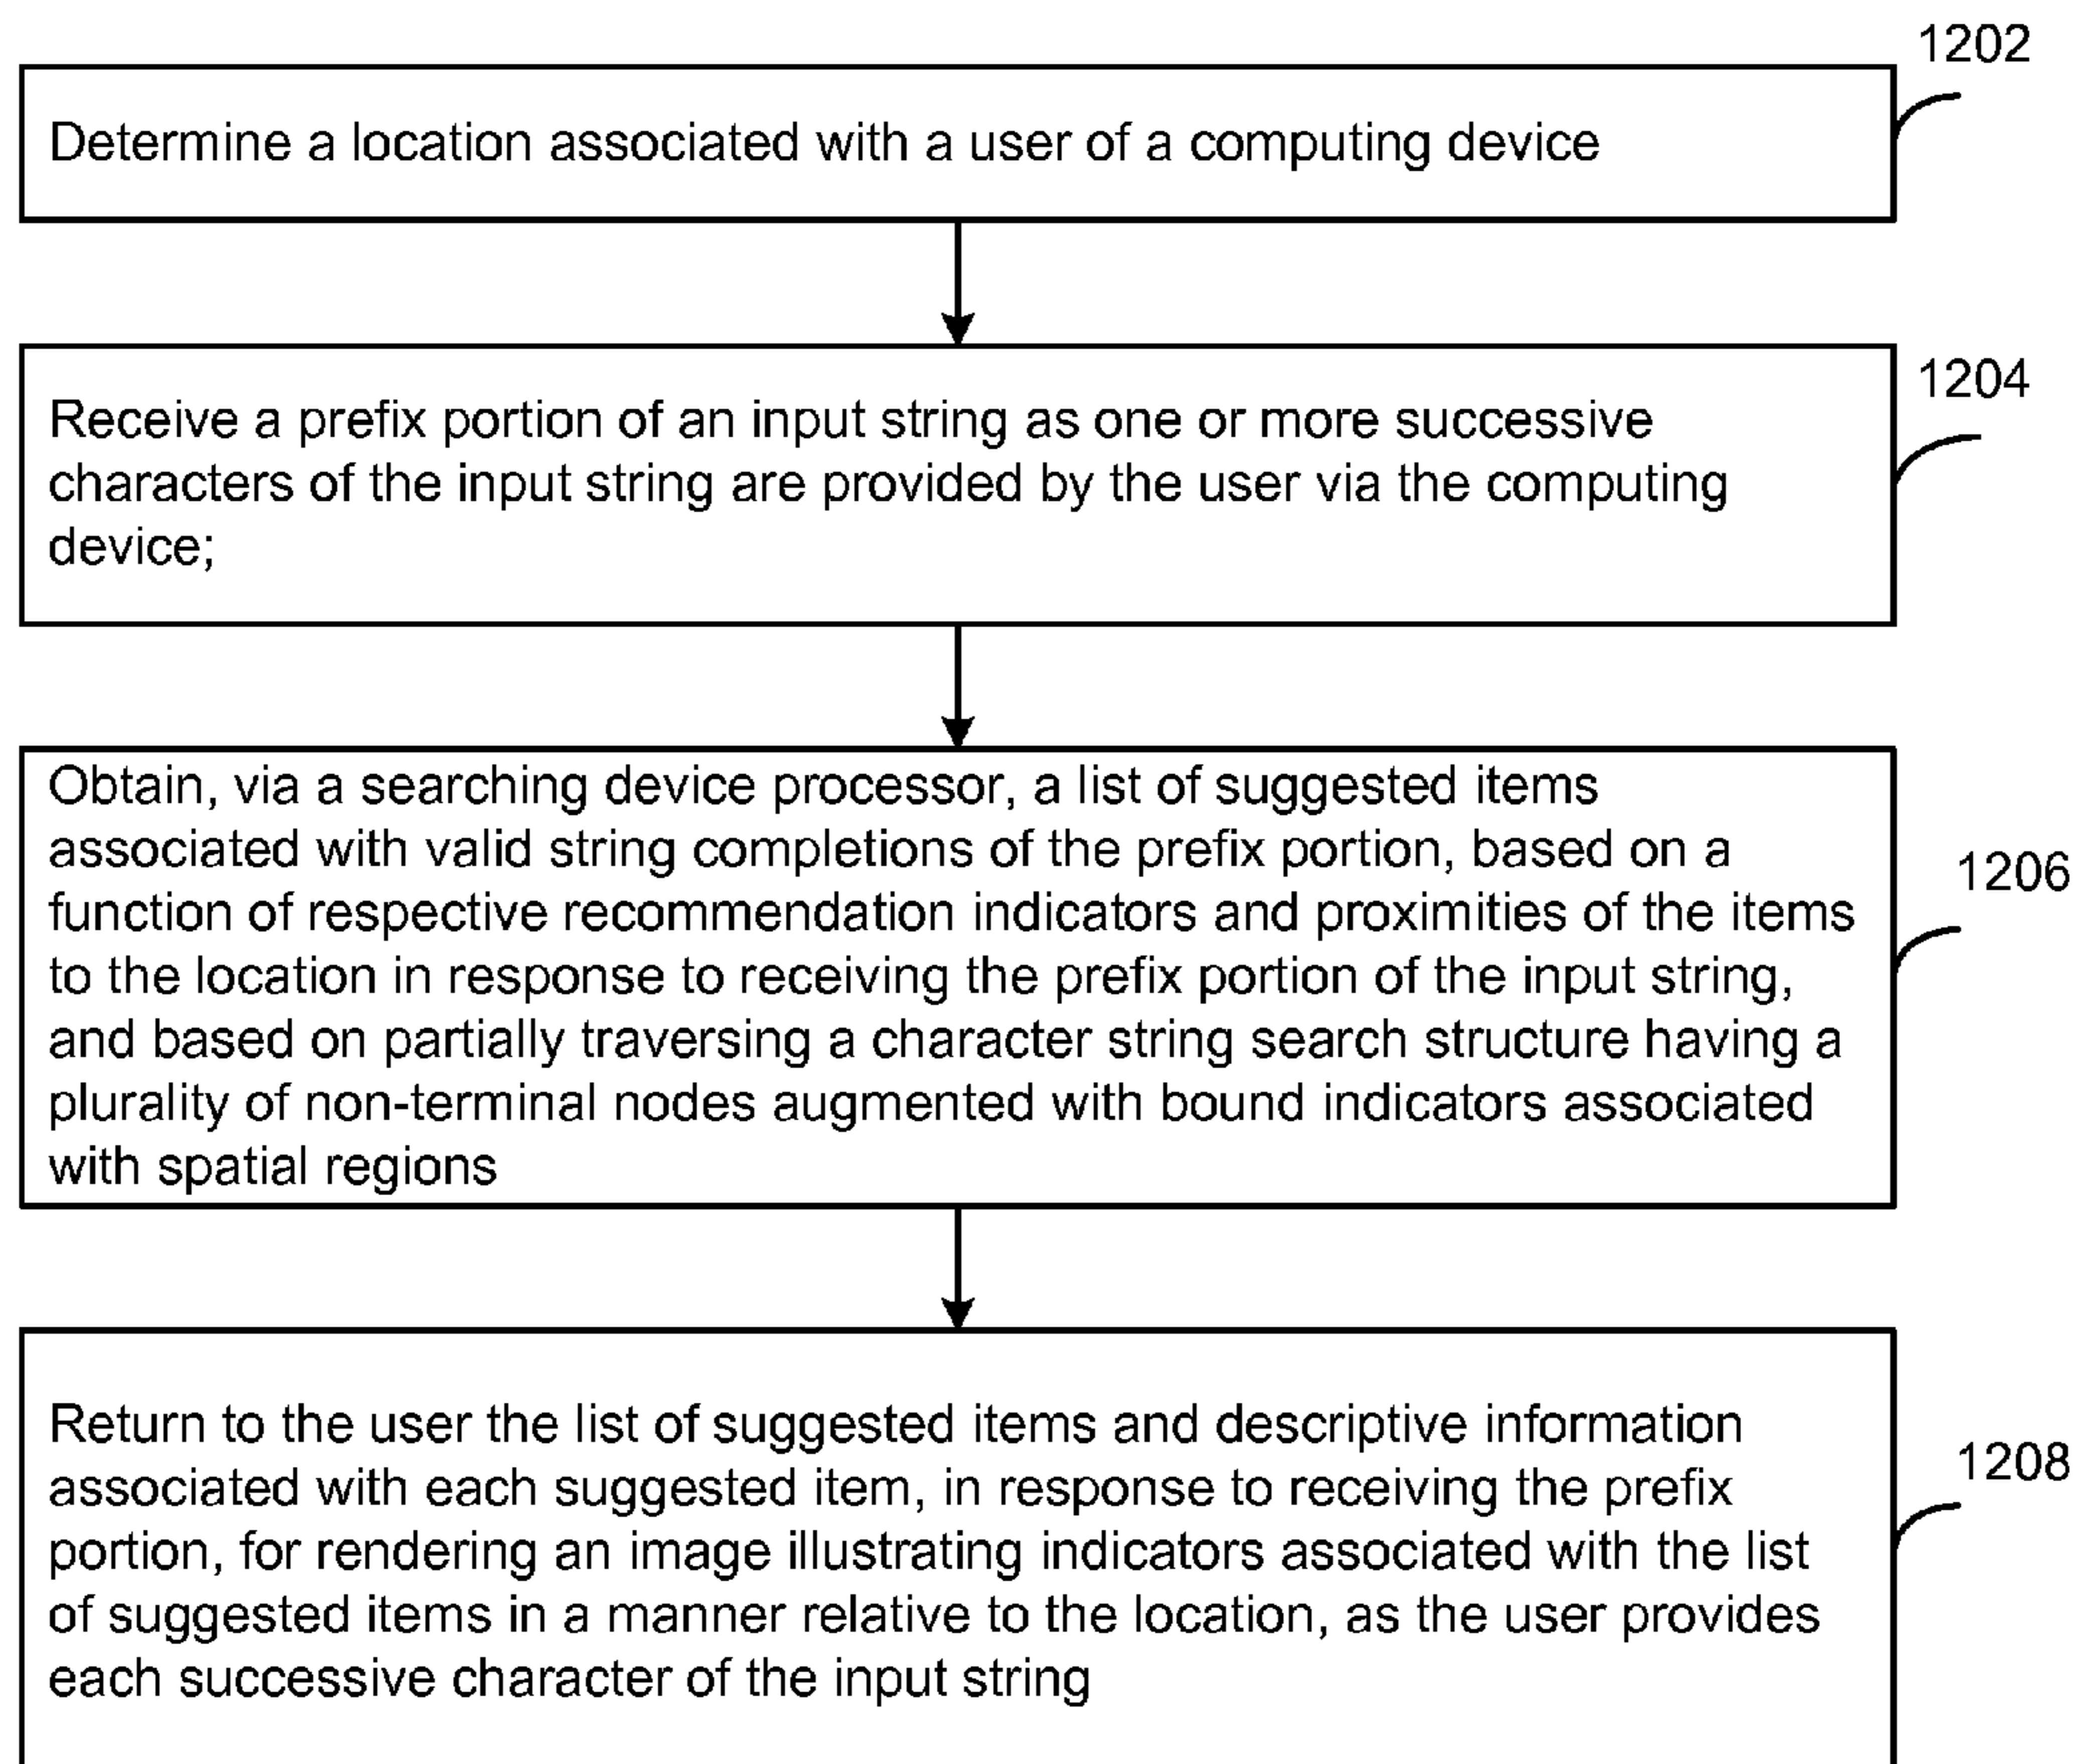 1202
Determine a location associated with a user of a computing device
1204
Receive a prefix portion of an input string as one or more successive
characters of the input string are provided by the user via the computing
device;
1206
Obtain, via a searching device processor, a list of suggested items
associated with valid string completions of the prefix portion, based on a
function of respective recommendation indicators and proximities of the items
to the location in response to receiving the prefix portion of the input string,
and based on partially traversing a character string search structure having a
plurality of non-terminal nodes augmented with bound indicators associated
with spatial regions
1208
Return to the user the list of suggested items and descriptive information
associated with each suggested item, in response to receiving the prefix
portion, for rendering an image illustrating indicators associated with the list
of suggested items in a manner relative to the location, as the user provides
each successive character of the input string